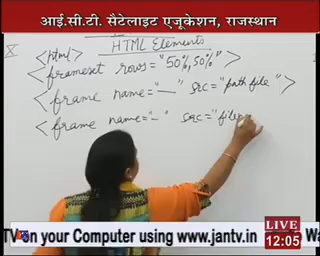 आई.सी.टी. सैटेलाइट एजूकेशन, राजस्थान
HTML Elements
<html>
<frameset rows="50%,50%">
<frame name="—" src="path file">
<frame name="-" src="file
LIVE
TV on your Computer using www.jantv.in Wa
12:05